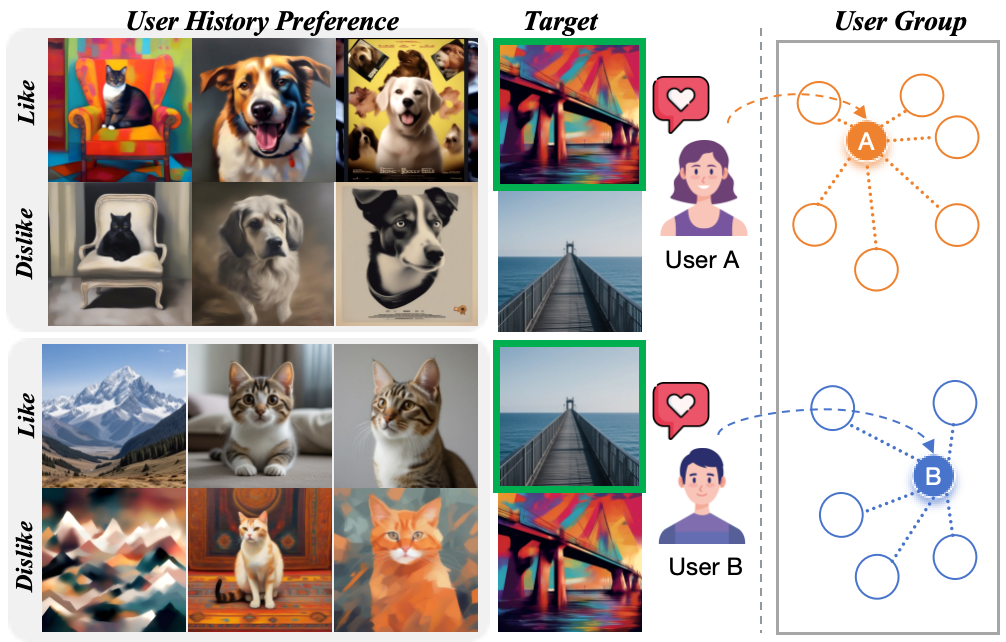 User History Preference
Target
User Group
Like
Dislike
User A
A
Like
Dislike
User B
B